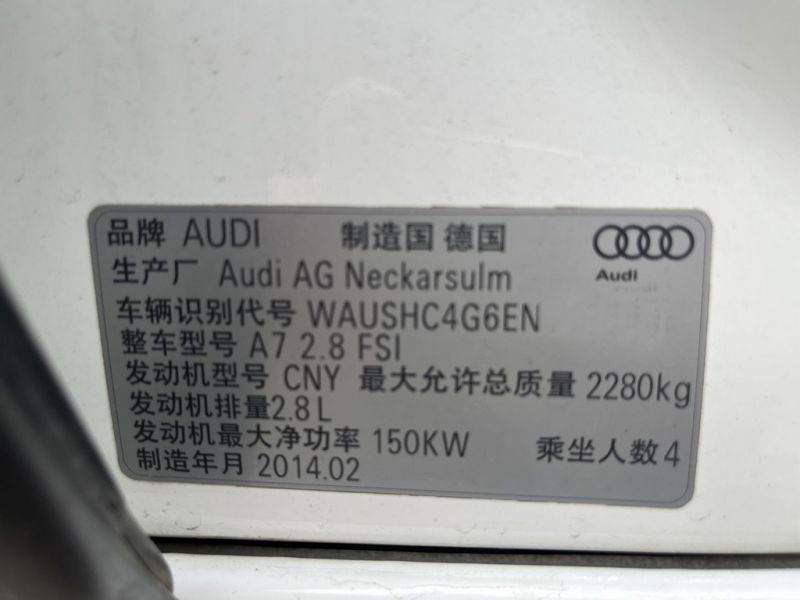 品牌 AUDI 制造国 德国
Audi
生产厂 Audi AG Neckarsulm
车辆识别代号 WAUSHC4G6EN
整车型号 A7 2.8 FSI
发动机型号 CNY 最大允许总质量 2280kg
发动机排量2.8L
发动机最大净功率 150KW 乘坐人数4
制造年月 2014.02